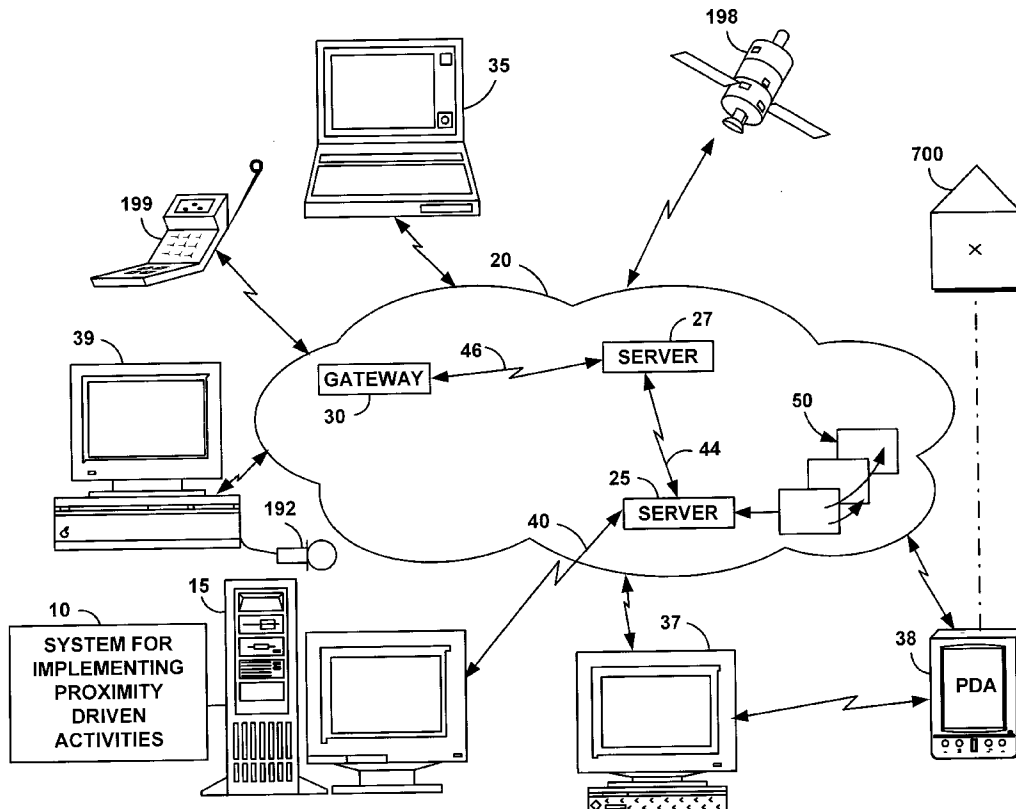 198
35
700
199
20
27
SERVER
39
46
GATEWAY
30
50
44
25
SERVER
40
192
15
10
SYSTEM FOR
IMPLEMENTING
PROXIMITY
DRIVEN
ACTIVITIES
37
38
PDA